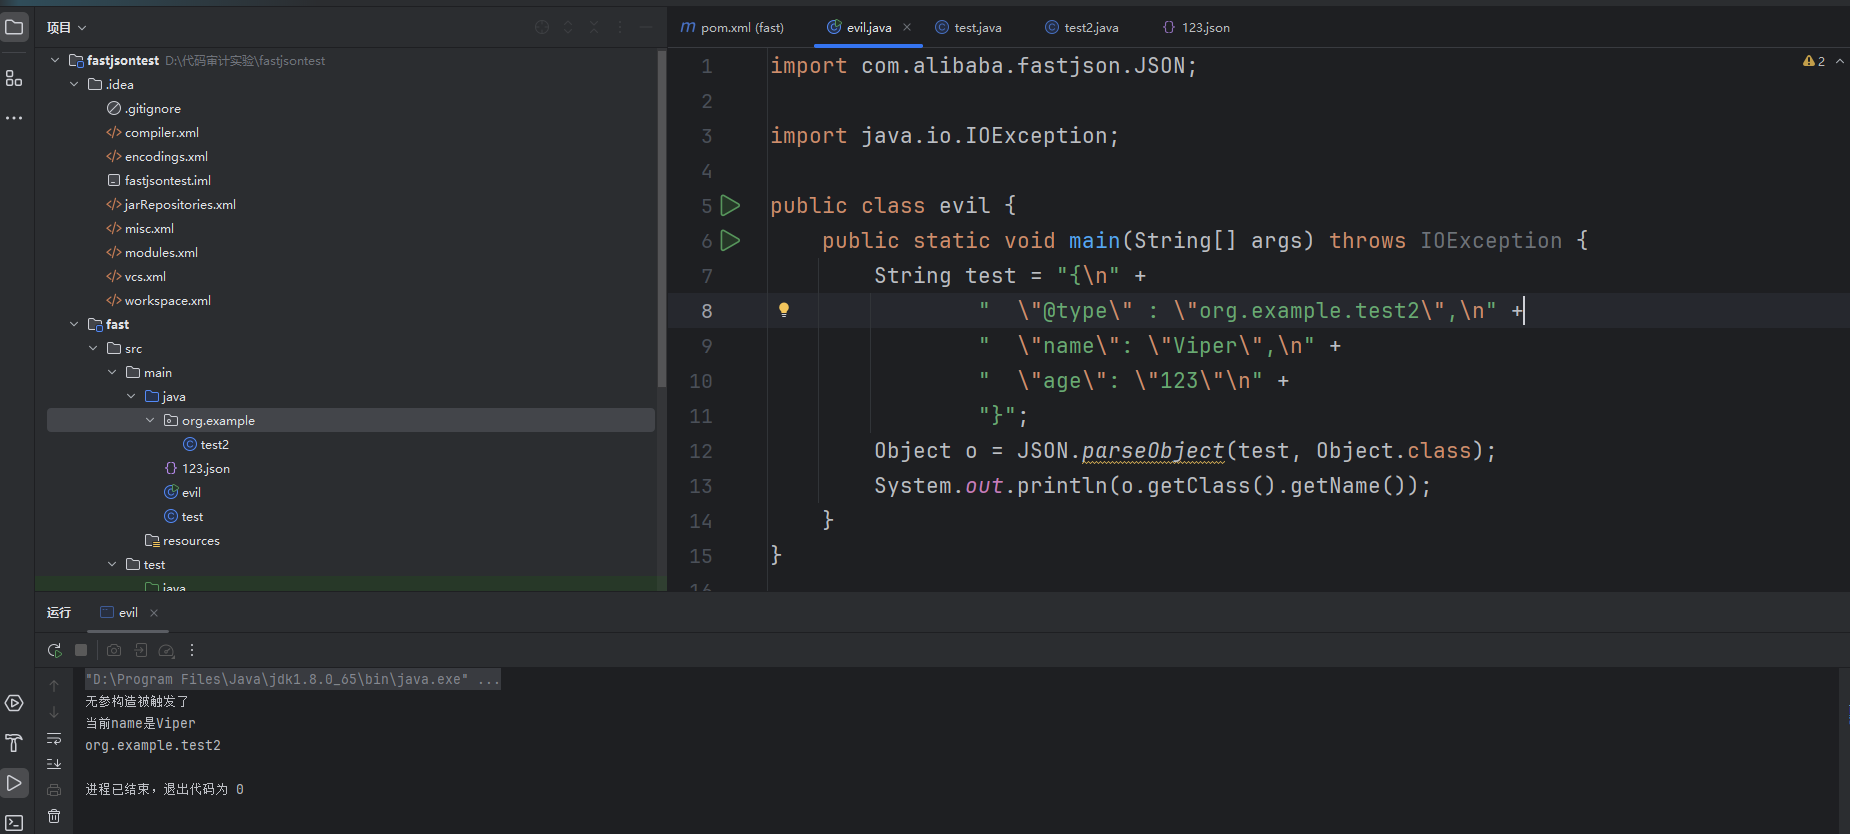 项目
fastjsontest D:\代码审计实验\fastjsontest
.idea
.gitignore
compiler.xml
encodings.xml
fastjsontest.iml
jarRepositories.xml
misc.xml
modules.xml
vcs.xml
workspace.xml
fast
src
main
java
org.example
test2
123.json
evil
test
resources
test
java
pom.xml (fast) evil.java test.java test2.java 123.json
2
1 import com.alibaba.fastjson.JSON;
2
3 import java.io.IOException;
4
5 public class evil {
6 public static void main(String[] args) throws IOException {
7 String test = "{\n" +
8 "  \"@type\" : \"org.example.test2\",\n" +
9 "  \"name\": \"Viper\",\n" +
10 "  \"age\": \"123\"\n" +
11 "}";
12 Object o = JSON.parseObject(test, Object.class);
13 System.out.println(o.getClass().getName());
14 }
15 }
16
运行 evil
"D:\Program Files\Java\jdk1.8.0_65\bin\java.exe" ...
无参构造被触发了
当前name是Viper
org.example.test2
进程已结束，退出代码为 0